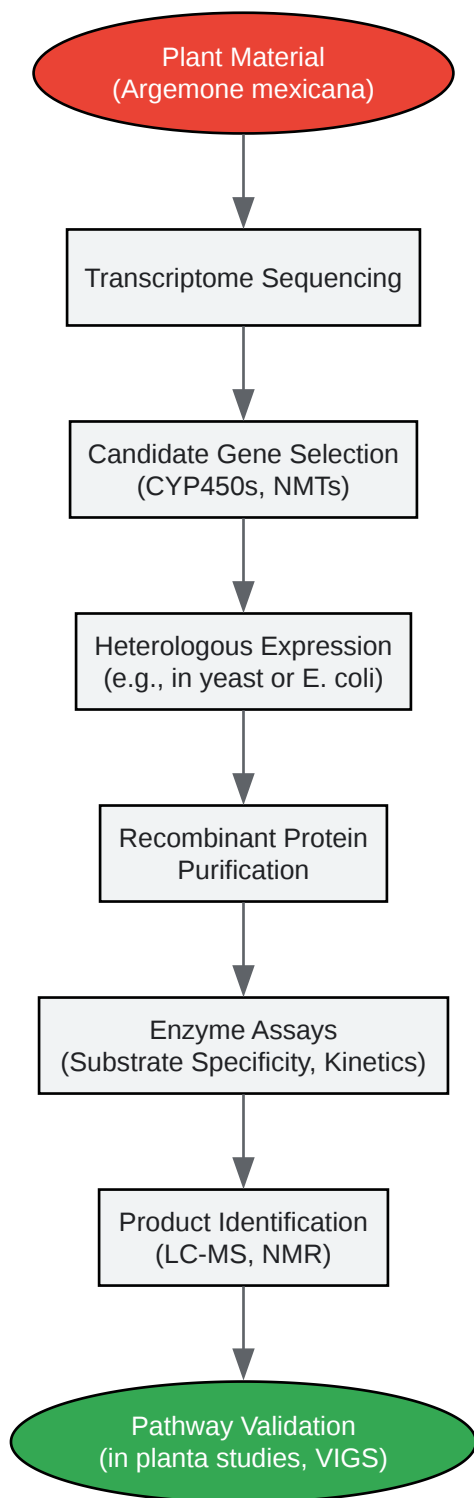 Plant Material
(Argemone mexicana)
Transcriptome Sequencing
Candidate Gene Selection
(CYP450s, NMTs)
Heterologous Expression
(e.g., in yeast or E. coli)
Recombinant Protein
Purification
Enzyme Assays
(Substrate Specificity, Kinetics)
Product Identification
(LC-MS, NMR)
Pathway Validation
(in planta studies, VIGS)